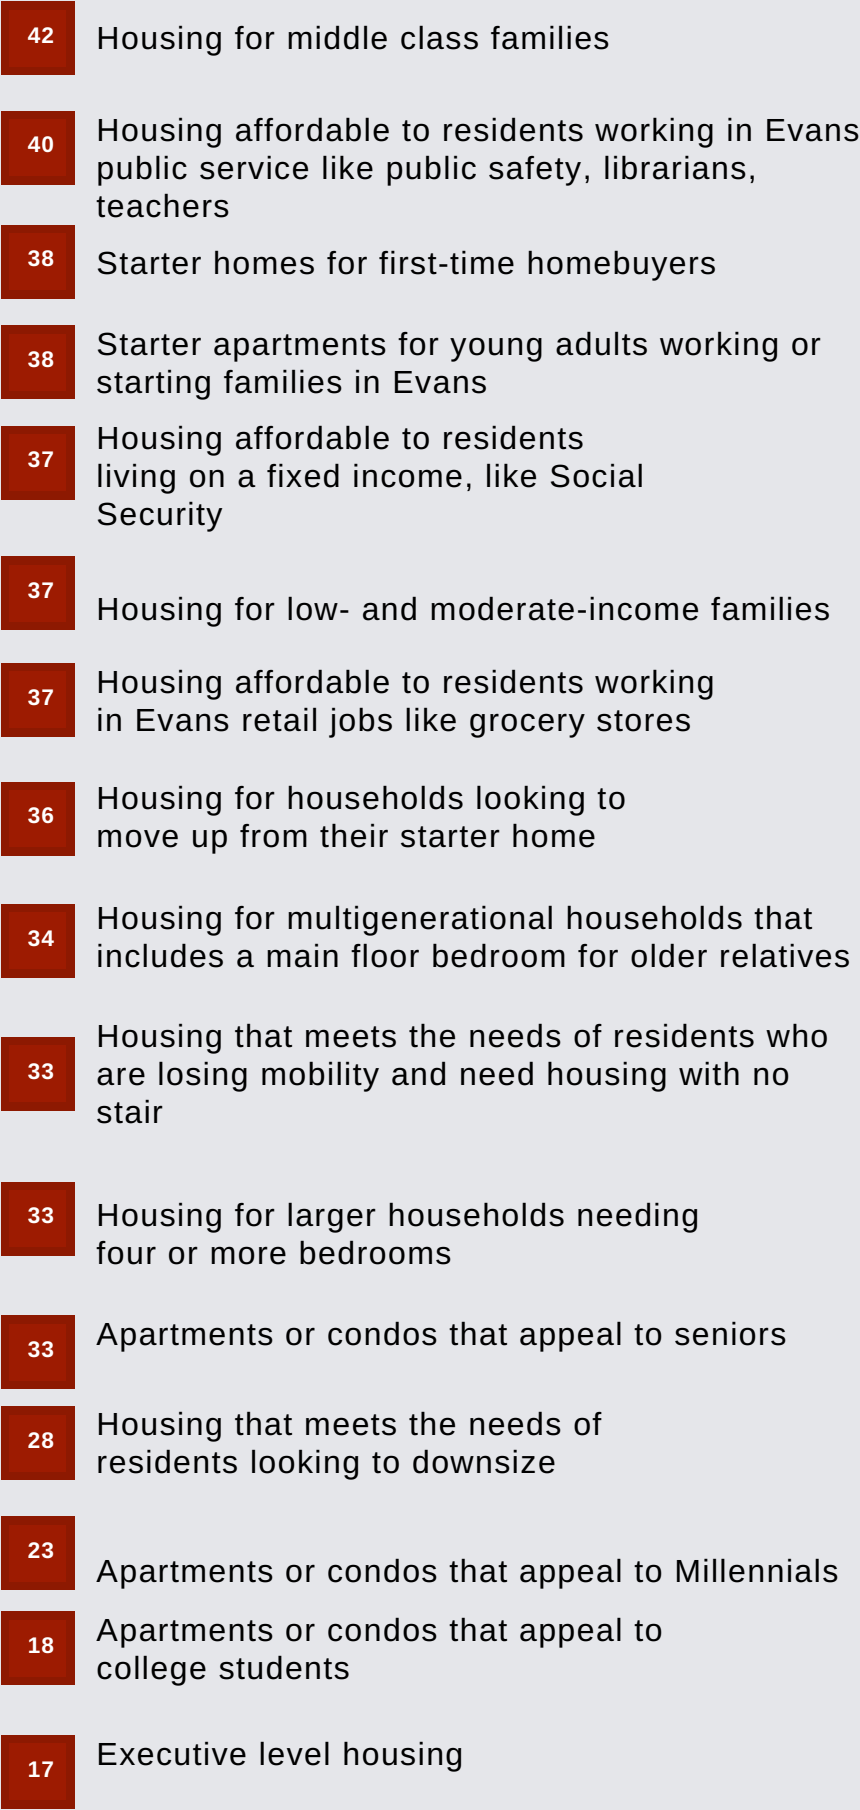 42 Housing for middle class families
40 Housing affordable to residents working in Evans
public service like public safety, librarians,
teachers
38 Starter homes for first-time homebuyers
38 Starter apartments for young adults working or
starting families in Evans
37 Housing affordable to residents
living on a fixed income, like Social
Security
37 Housing for low- and moderate-income families
37 Housing affordable to residents working
in Evans retail jobs like grocery stores
36 Housing for households looking to
move up from their starter home
34 Housing for multigenerational households that
includes a main floor bedroom for older relatives
33 Housing that meets the needs of residents who
are losing mobility and need housing with no
stair
33 Housing for larger households needing
four or more bedrooms
33 Apartments or condos that appeal to seniors
28 Housing that meets the needs of
residents looking to downsize
23 Apartments or condos that appeal to Millennials
18 Apartments or condos that appeal to
college students
17 Executive level housing